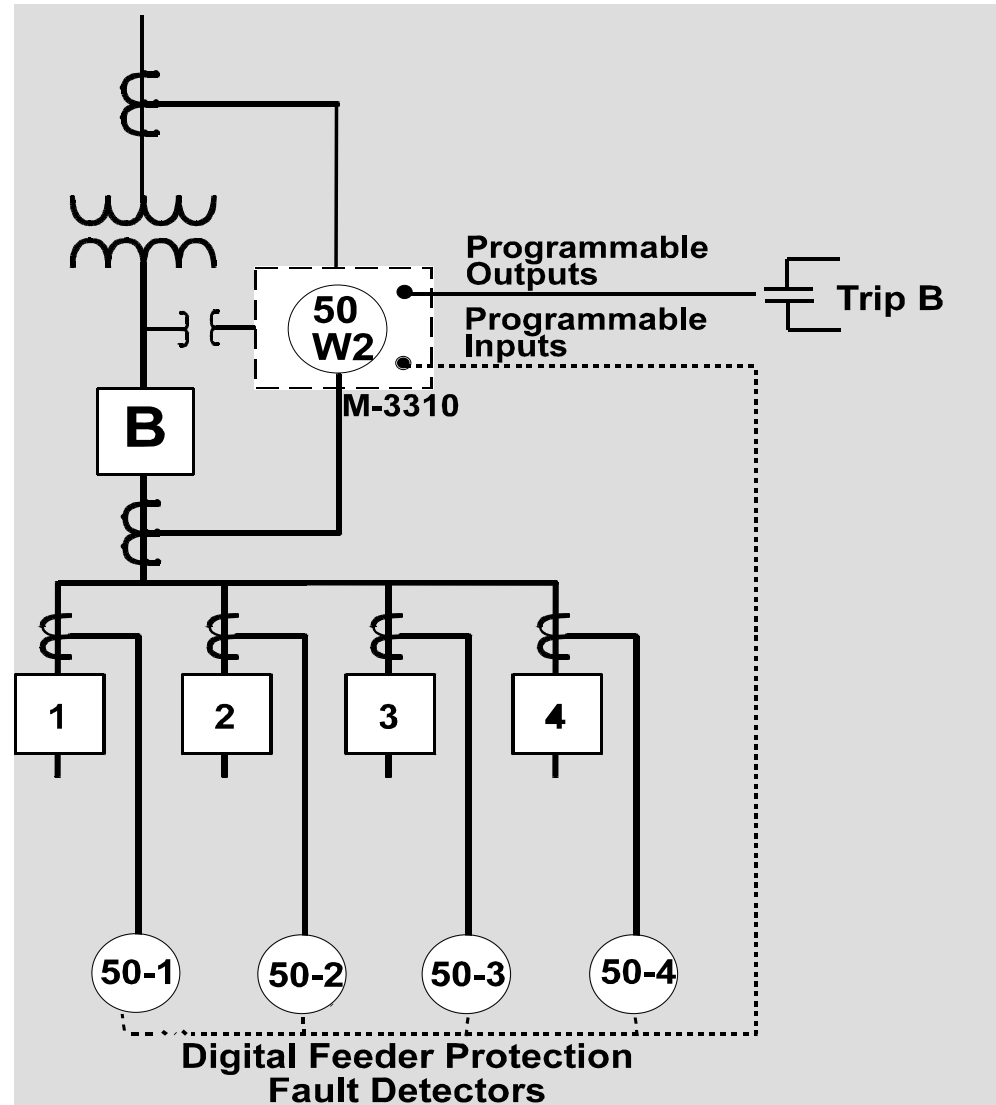 Programmable
Outputs
Trip B
50
W2
Programmable
Inputs
M-3310
B
1
2
3
4
50-1
50-2
50-3
50-4
Digital Feeder Protection
Fault Detectors